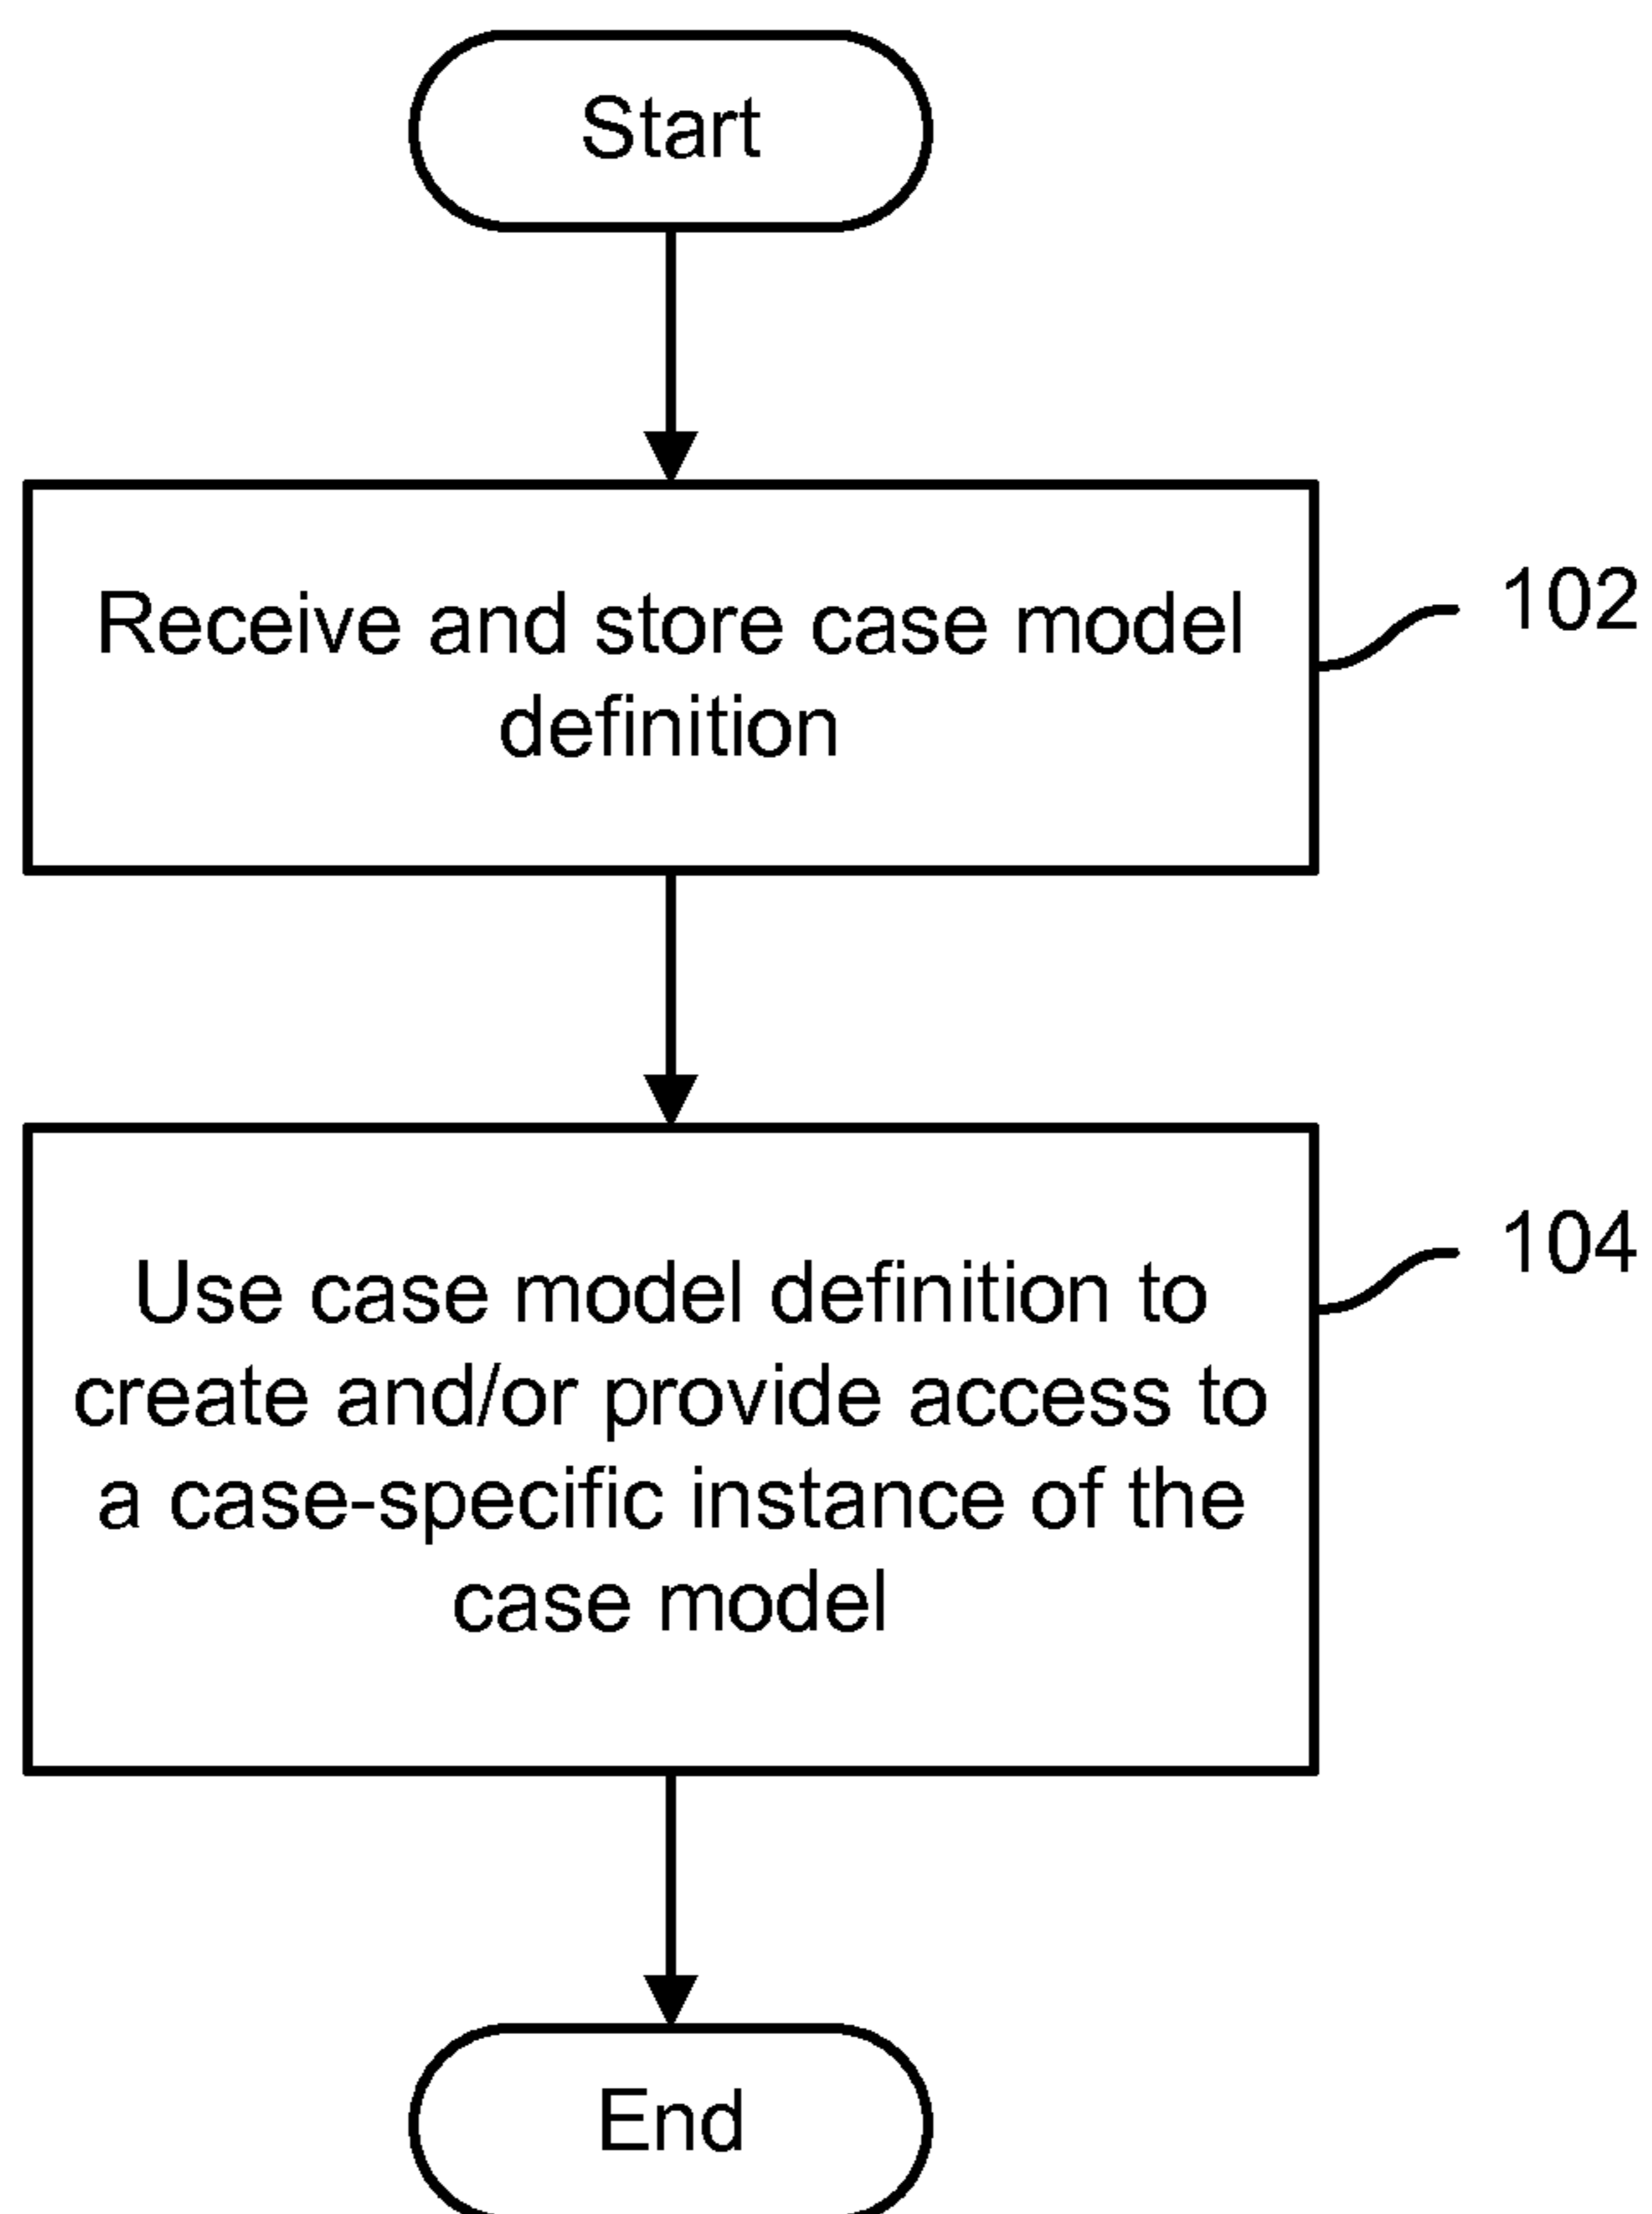 Start
Receive and store case model
definition
102
Use case model definition to
create and/or provide access to
a case-specific instance of the
case model
104
End